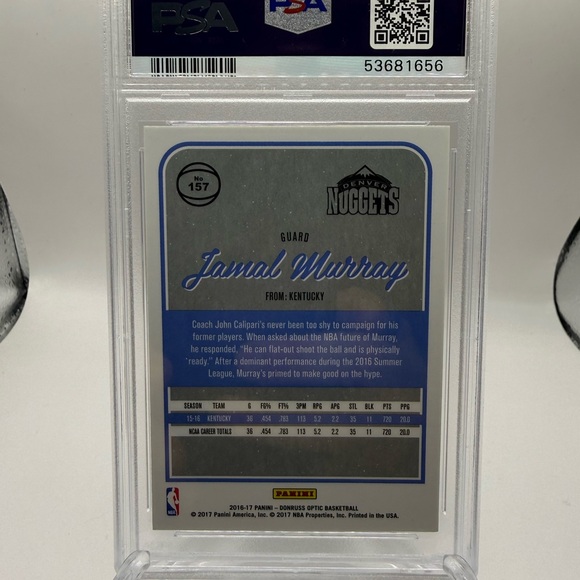 PSA PSA
53681656
No
157
DENVER
NUGGETS
GUARD
Jamal Murray
FROM: KENTUCKY
Coach John Calipari's never been too shy to campaign for his
former players. When asked about the NBA future of Murray,
he responded, "He can flat-out shoot the ball and is physically
"ready." After a dominant performance during the 2016 Summer
League, Murray's primed to make good on the hype.
SEASON TEAM G FG% FT% 3PM RPG APG STL BLK PTS PPG
15-16 KENTUCKY 36 .454 .783 113 5.2 2.2 35 11 720 20.0
NCAA CAREER TOTALS 36 .454 .783 113 5.2 2.2 35 11 720 20.0
PANINI
2016-17 PANINI – DONRUSS OPTIC BASKETBALL
© 2017 Panini America, Inc. © 2017 NBA Properties, Inc. Printed in the USA.